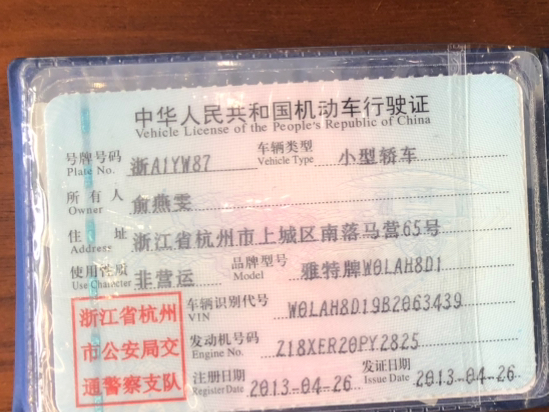 中华人民共和国机动车行驶证
Vehicle License of the People's Republic of China
号牌号码 浙A1YW87 车辆类型 小型轿车
Plate No. Vehicle Type
所有人 俞燕雯
Owner
住址 浙江省杭州市上城区南落马营65号
Address
使用性质 非营运 品牌型号 雅特牌W0LAH8D1
Use Character Model
浙江省杭州
市公安局交
通警察支队
车辆识别代号 W0LAH8D19B2063439
VIN
发动机号码 Z18XER20PY2825
Engine No.
注册日期 2013-04-26 发证日期 2013-04-26
Register Date Issue Date